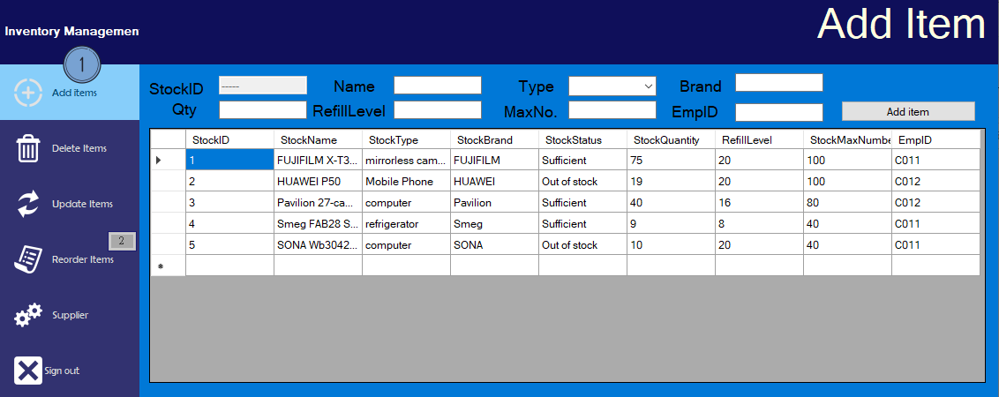 Add Item
Inventory Managemen
1
Add items
Delete Items
Update Items
2
Reorder Items
Supplier
Sign out
StockID ----- Name Type Brand
Qty RefillLevel MaxNo. EmpID Add item
StockID StockName StockType StockBrand StockStatus StockQuantity RefillLevel StockMaxNumbe EmpID
1 FUJIFILM X-T3... mirrorless cam... FUJIFILM Sufficient 75 20 100 C011
2 HUAWEI P50 Mobile Phone HUAWEI Out of stock 19 20 100 C012
3 Pavilion 27-ca... computer Pavilion Sufficient 40 16 80 C012
4 Smeg FAB28 S... refrigerator Smeg Sufficient 9 8 40 C011
5 SONA Wb3042... computer SONA Out of stock 10 20 40 C011